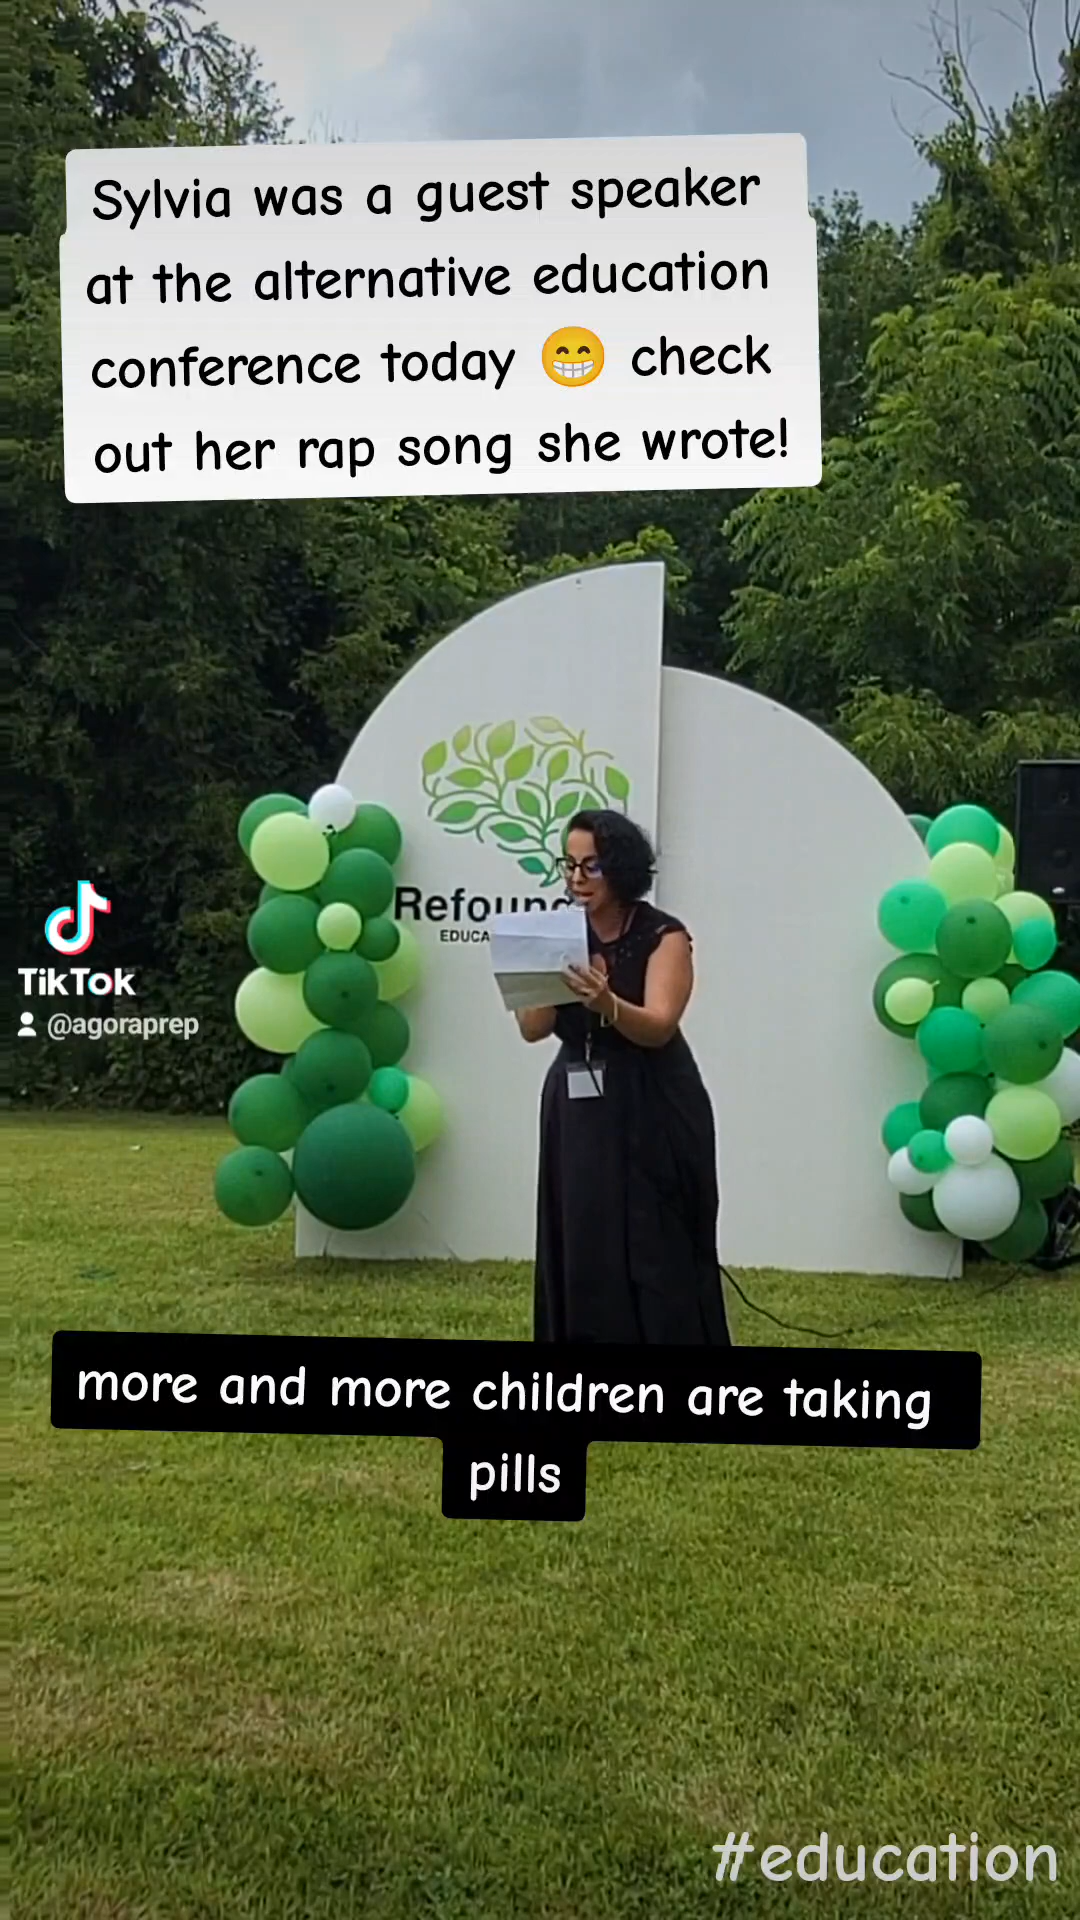 Sylvia was a guest speaker
at the alternative education
conference today 😁 check
out her rap song she wrote!
TikTok
@agoraprep
more and more children are taking
pills
#education